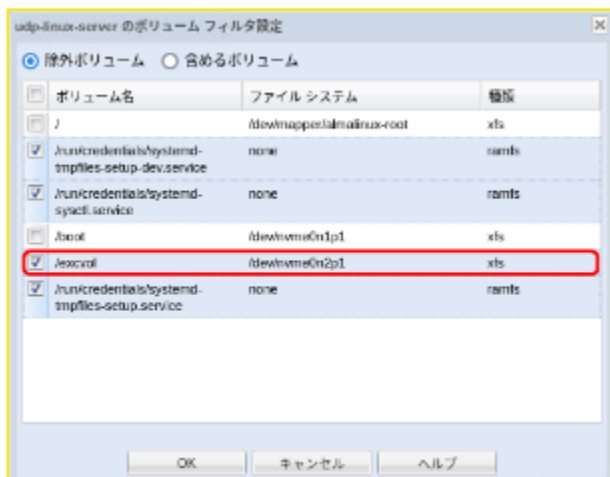 udp-linux-server のボリューム フィルタ設定
除外ボリューム 含めるボリューム
ボリューム名 ファイル システム 種類
/ /dev/mapper/almalinux-root xfs
/run/credentials/systemd- none ramfs
tmpfiles-setup-dev.service
/run/credentials/systemd- none ramfs
sysctl.service
/boot /dev/nvme0n1p1 xfs
/excvol /dev/nvme0n2p1 xfs
/run/credentials/systemd- none ramfs
tmpfiles-setup.service
OK キャンセル ヘルプ